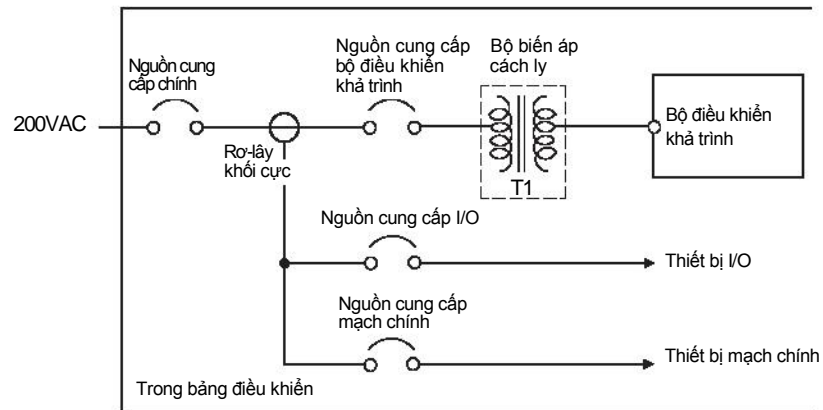 Nguồn cung
cấp chính
Nguồn cung cấp
bộ điều khiển
khả trình
Bộ biến áp
cách ly
200VAC
Rơ-lây
khối cực
T1
Bộ điều khiển
khả trình
Nguồn cung cấp I/O
Thiết bị I/O
Nguồn cung cấp
mạch chính
Thiết bị mạch chính
Trong bảng điều khiển